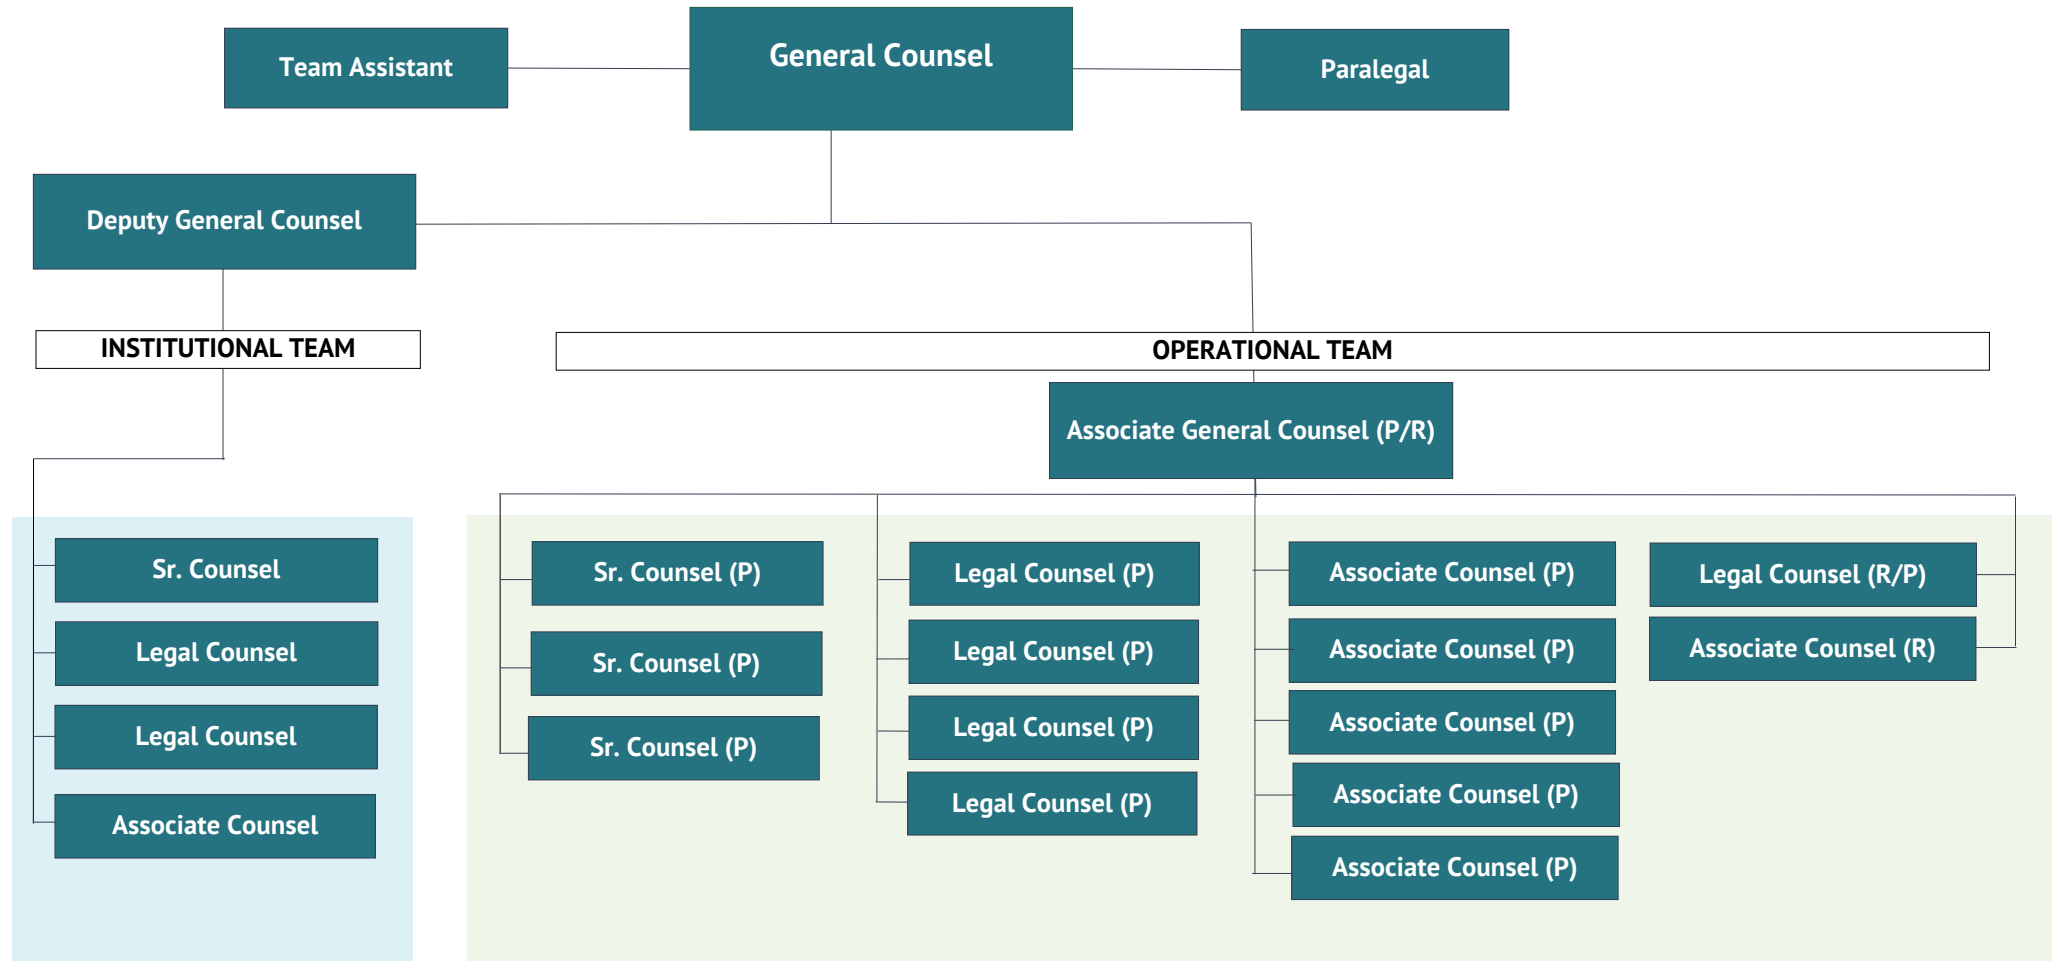 General Counsel
Team Assistant
Paralegal
Deputy General Counsel
INSTITUTIONAL TEAM
OPERATIONAL TEAM
Associate General Counsel (P/R)
Sr. Counsel
Legal Counsel
Legal Counsel
Associate Counsel
Sr. Counsel (P)
Sr. Counsel (P)
Sr. Counsel (P)
Legal Counsel (P)
Legal Counsel (P)
Legal Counsel (P)
Legal Counsel (P)
Associate Counsel (P)
Associate Counsel (P)
Associate Counsel (P)
Associate Counsel (P)
Associate Counsel (P)
Legal Counsel (R/P)
Associate Counsel (R)